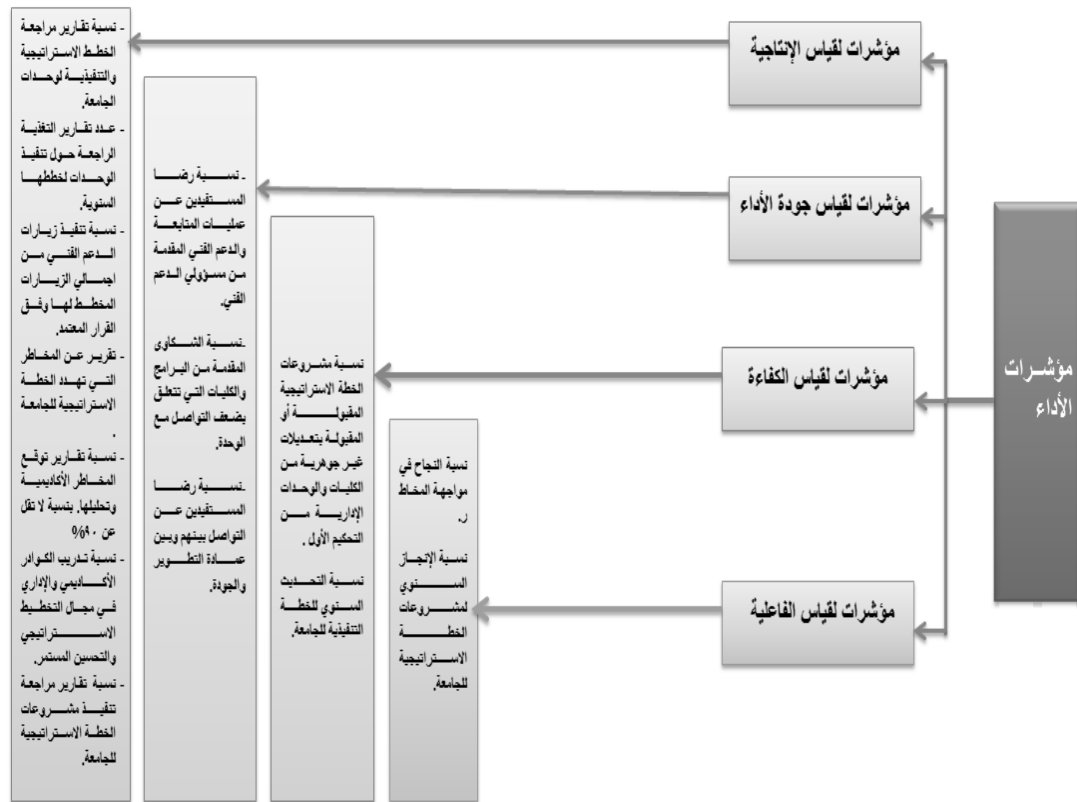 مؤشــرات
الأداء
مؤشرات لقياس الإنتاجية
مؤشرات لقياس جودة الأداء
مؤشرات لقياس الكفاءة
مؤشرات لقياس الفاعلية
- نسبة تقارير مراجعة
الخطط الاستراتيجية
والتنفيذية لوحدات
الجامعة.
- عدد تقارير التغذية
الراجعة حول تنفيذ
الوحدات لخططها
السنوية.
- نسبة تنفيذ زيارات
الدعم الفني من
اجمالي الزيارات
المخطط لها وفق
القرار المعتمد.
- تقرير عن المخاطر
التي تهدد الخطة
الاستراتيجية للجامعة
.
- نسبة تقارير توقع
المخاطر الأكاديمية
وتحليلها. بنسبة لا تقل
عن ٩٠%
- نسبة تدريب الكوادر
الأكاديمي والإداري
في مجال التخطيط
الاستراتيجي
والتحسين المستمر.
- نسبة تقارير مراجعة
تنفيذ مشروعات
الخطة الاستراتيجية
للجامعة.
- نسبة رضا
المستفيدين عن
عمليات المتابعة
والدعم الفني المقدمة
من مسؤولي الدعم
الفني.
-نسبة الشكاوى
المقدمة من البرامج
والكليات التي تتعلق
بضعف التواصل مع
الوحدة.
-نسبة رضا
المستفيدين عن
التواصل بينهم وبين
عمادة التطوير
والجودة.
نسبة مشروعات
الخطة الاستراتيجية
المقبولة أو
المقبولة بتعديلات
غير جوهرية من
الكليات والوحدات
الإدارية من
التحكيم الأول .
نسبة التحديث
السنوي للخطة
التنفيذية للجامعة.
نسبة النجاح في
مواجهة المخاط
ر.
نسبة الإنجاز
السنوي
لمشروعات
الخطة
الاستراتيجية
للجامعة.